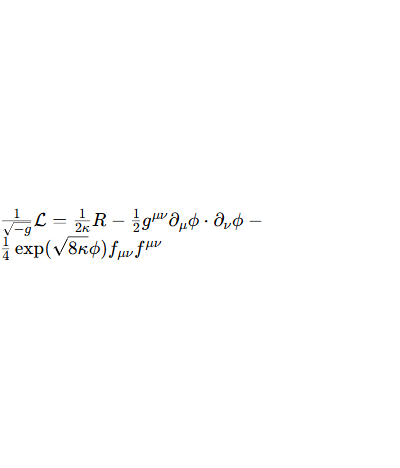 \frac{1}{\sqrt{-g}} \mathcal{L} = \frac{1}{2\kappa} R - \frac{1}{2} g^{\mu\nu} \partial_\mu \phi \cdot \partial_\nu \phi -
\frac{1}{4} \exp(\sqrt{8\kappa} \phi) f_{\mu\nu} f^{\mu\nu}